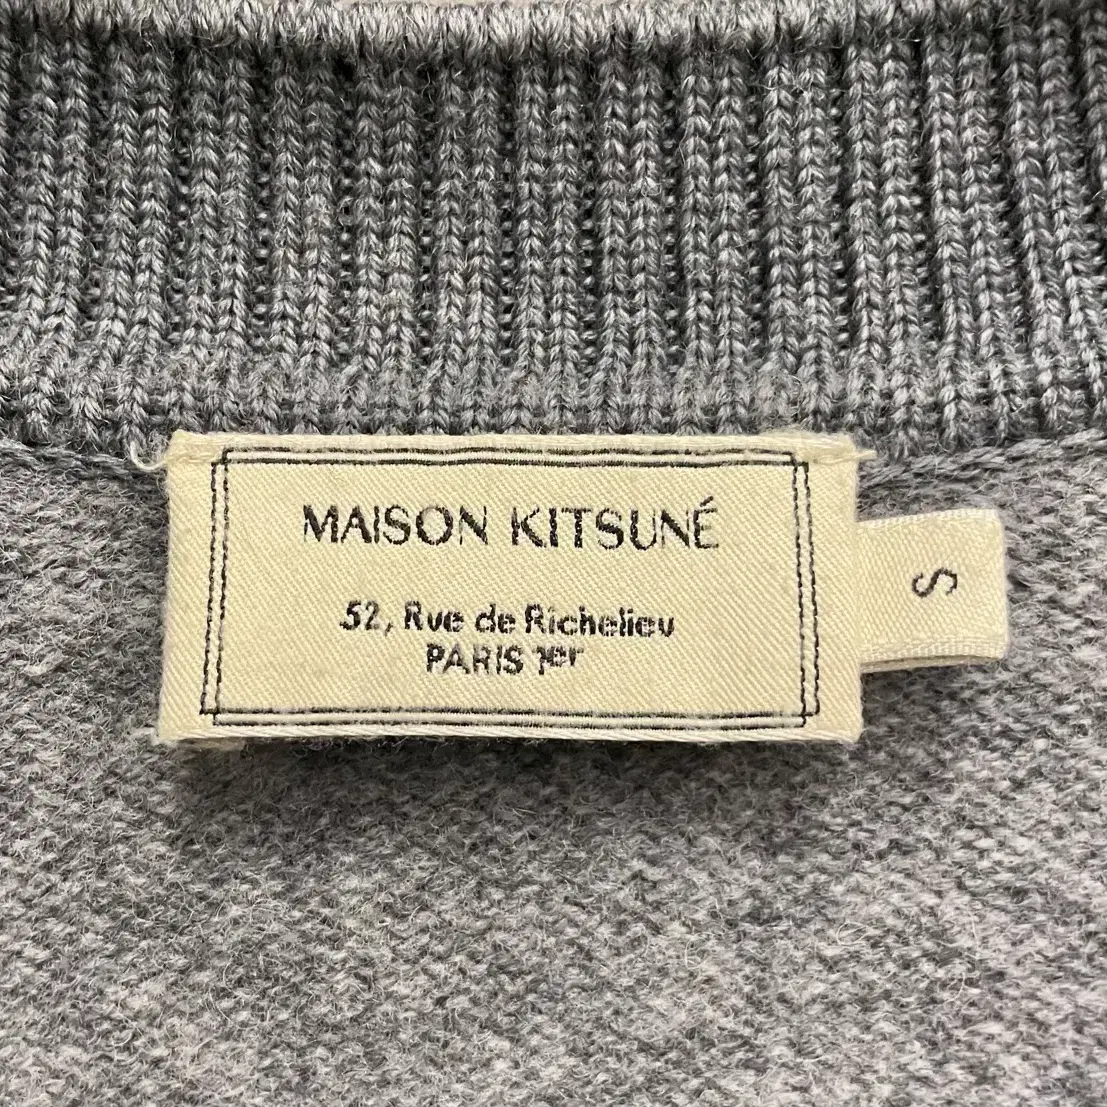 MAISON KITSUNÉ
52, Rue de Richelieu
PARIS 1er
S